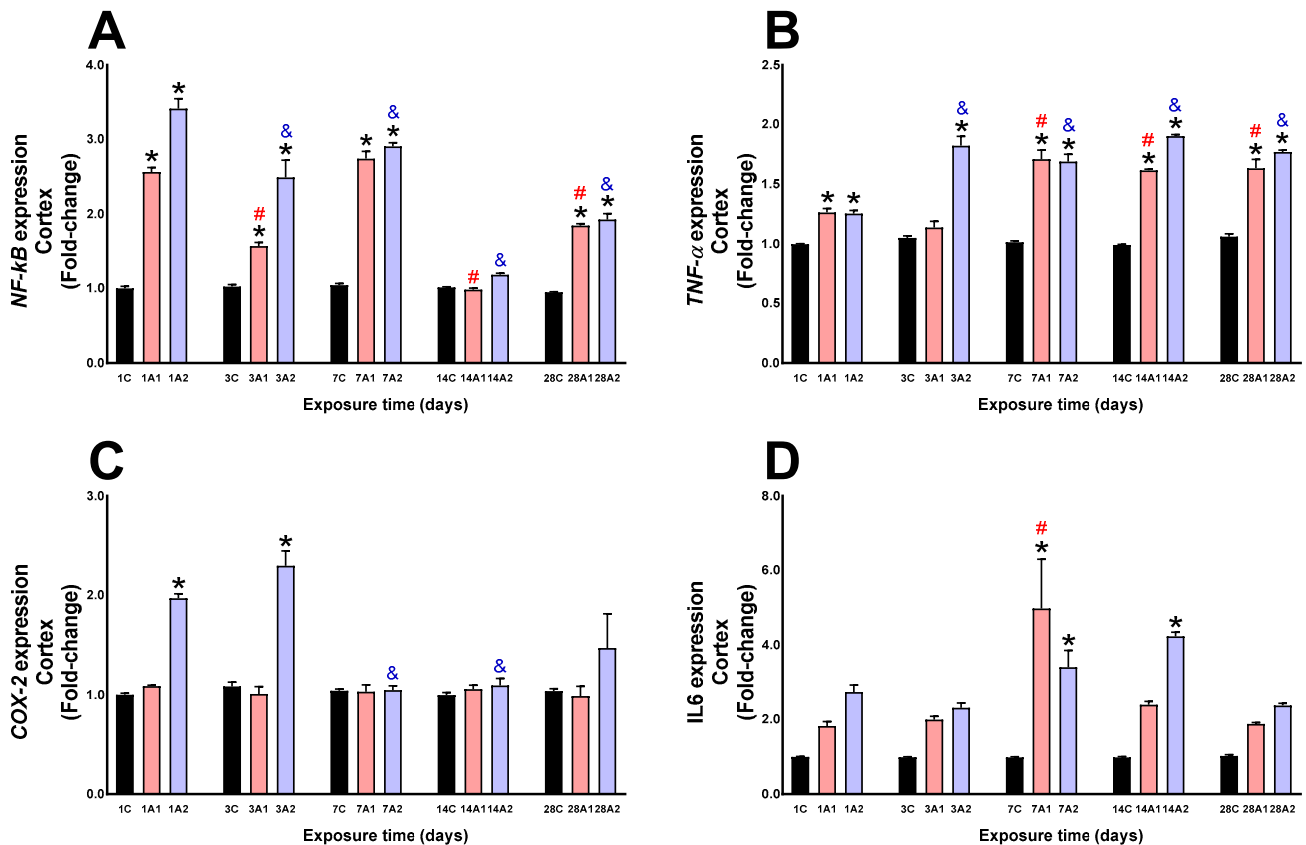 A
NF-kB expression
Cortex
(Fold-change)
4.0
3.0
2.0
1.0
0.0
* * # * & * * & * # & # * & *
1C 1A1 1A2 3C 3A1 3A2 7C 7A1 7A2 14C 14A1 14A2 28C 28A1 28A2
Exposure time (days)
B
TNF-α expression
Cortex
(Fold-change)
2.5
2.0
1.5
1.0
0.5
0.0
* * & * # * & * # * & * # * & *
1C 1A1 1A2 3C 3A1 3A2 7C 7A1 7A2 14C 14A1 14A2 28C 28A1 28A2
Exposure time (days)
C
COX-2 expression
Cortex
(Fold-change)
3.0
2.0
1.0
0.0
* * & &
1C 1A1 1A2 3C 3A1 3A2 7C 7A1 7A2 14C 14A1 14A2 28C 28A1 28A2
Exposure time (days)
D
IL6 expression
Cortex
(Fold-change)
8.0
6.0
4.0
2.0
0.0
# * * *
1C 1A1 1A2 3C 3A1 3A2 7C 7A1 7A2 14C 14A1 14A2 28C 28A1 28A2
Exposure time (days)